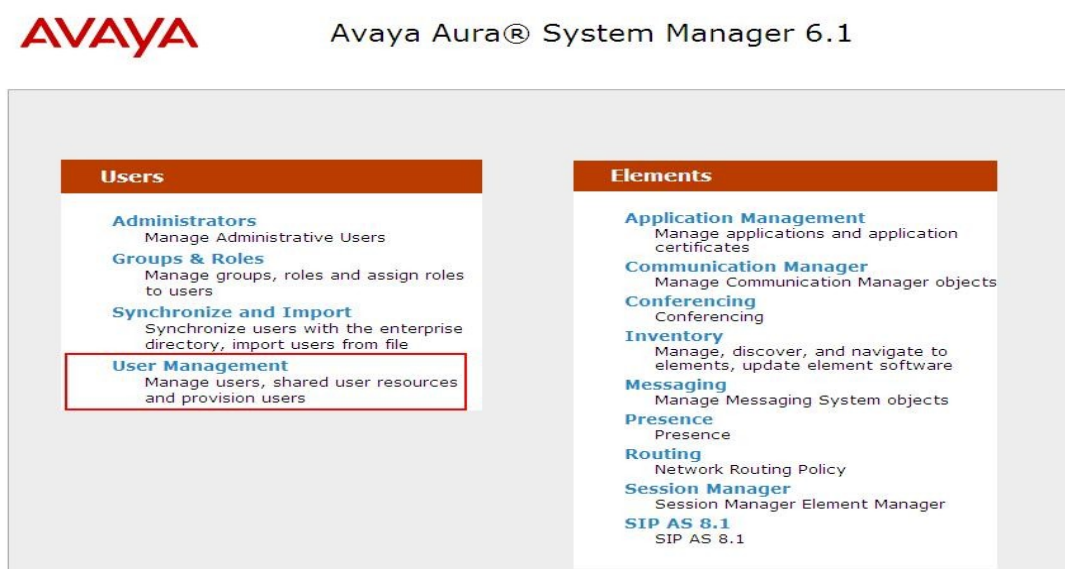 AVAYA
Avaya Aura® System Manager 6.1
Users
Administrators
Manage Administrative Users
Groups & Roles
Manage groups, roles and assign roles
to users
Synchronize and Import
Synchronize users with the enterprise
directory, import users from file
User Management
Manage users, shared user resources
and provision users
Elements
Application Management
Manage applications and application
certificates
Communication Manager
Manage Communication Manager objects
Conferencing
Conferencing
Inventory
Manage, discover, and navigate to
elements, update element software
Messaging
Manage Messaging System objects
Presence
Presence
Routing
Network Routing Policy
Session Manager
Session Manager Element Manager
SIP AS 8.1
SIP AS 8.1